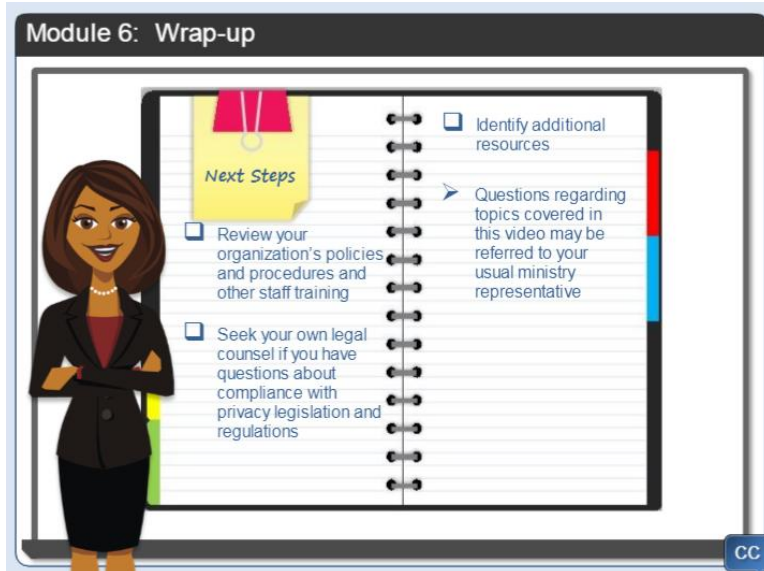 Module 6: Wrap-up
Next Steps
Review your
organization's policies
and procedures and
other staff training
Seek your own legal
counsel if you have
questions about
compliance with
privacy legislation and
regulations
Identify additional
resources
Questions regarding
topics covered in
this video may be
referred to your
usual ministry
representative
CC